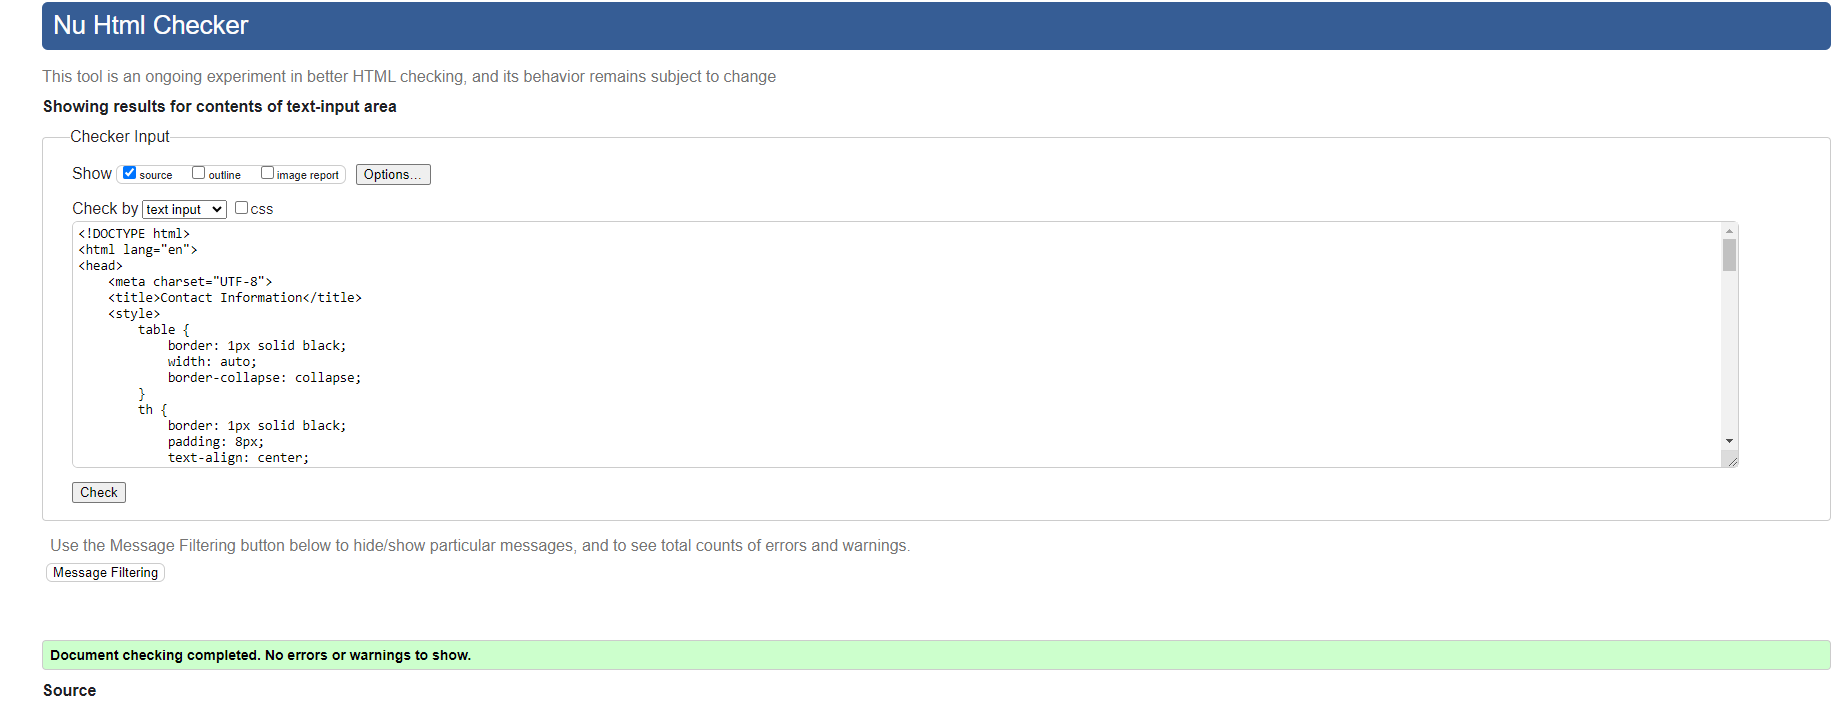 Nu Html Checker
This tool is an ongoing experiment in better HTML checking, and its behavior remains subject to change
Showing results for contents of text-input area
Checker Input
Show source outline image report Options...
Check by text input css
<!DOCTYPE html>
<html lang="en">
<head>
    <meta charset="UTF-8">
    <title>Contact Information</title>
    <style>
        table {
            border: 1px solid black;
            width: auto;
            border-collapse: collapse;
        }
        th {
            border: 1px solid black;
            padding: 8px;
            text-align: center;
Check
Use the Message Filtering button below to hide/show particular messages, and to see total counts of errors and warnings.
Message Filtering
Document checking completed. No errors or warnings to show.
Source